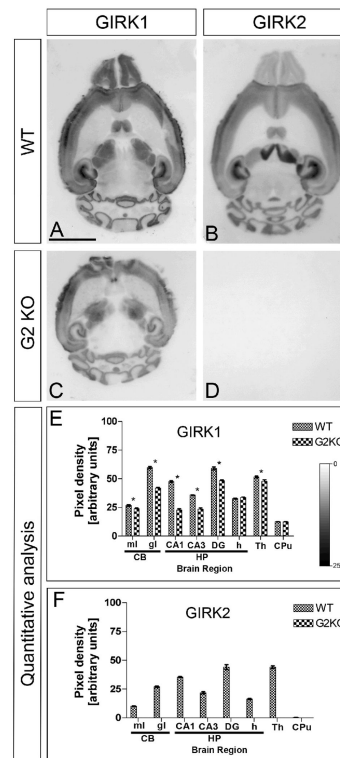 GIRK1 GIRK2
WT
A
B
G2 KO
C
D
Quantitative analysis
E
GIRK1
WT
G2KO
Pixel density
[arbitrary units]
100
75
50
25
0
* * * * * *
ml gl CA1 CA3 DG h Th CPu
CB HP
Brain Region
0
F
GIRK2
WT
G2KO
Pixel density
[arbitrary units]
100
75
50
25
0
ml gl CA1 CA3 DG h Th CPu
CB HP
Brain Region